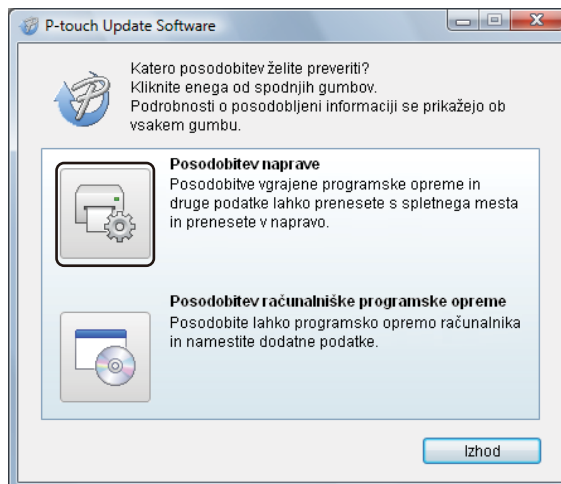 P-touch Update Software
Katero posodobitev želite preveriti?
Kliknite enega od spodnjih gumbov.
Podrobnosti o posodobljeni informaciji se prikažejo ob
vsakem gumbu.
Posodobitev naprave
Posodobitve vgrajene programske opreme in
druge podatke lahko prenesete s spletnega mesta
in prenesete v napravo.
Posodobitev računalniške programske opreme
Posodobite lahko programsko opremo računalnika
in namestite dodatne podatke.
Izhod